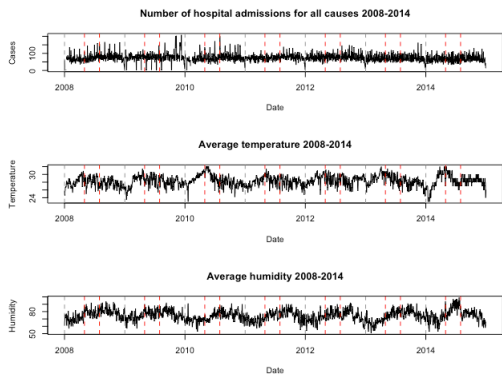 Number of hospital admissions for all causes 2008-2014
Cases
0
100
2008
2010
2012
2014
Date
Average temperature 2008-2014
Temperature
24
30
2008
2010
2012
2014
Date
Average humidity 2008-2014
Humidity
50
80
2008
2010
2012
2014
Date